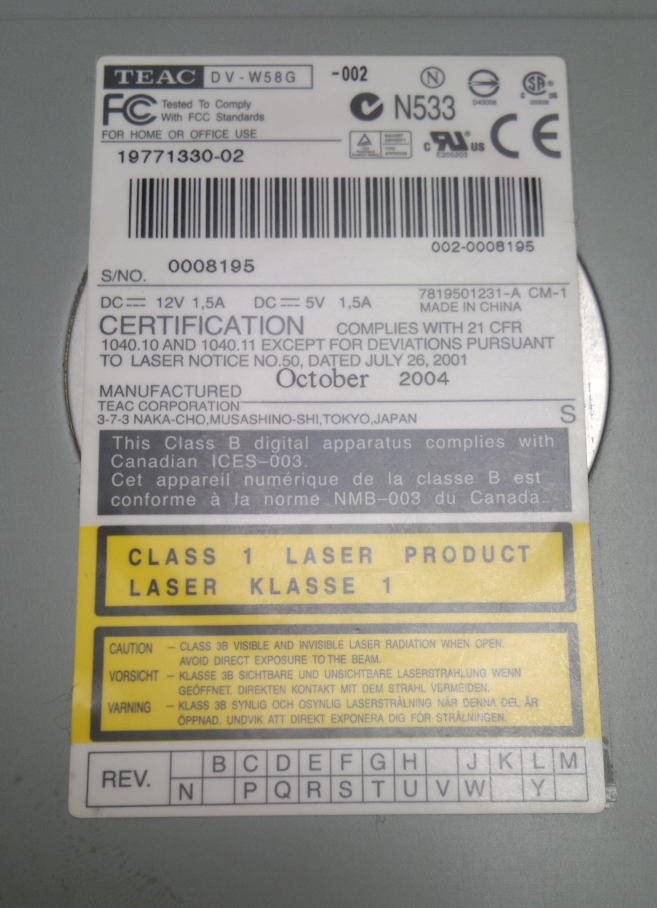 TEAC DV-W58G -002
N
FC Tested To Comply
With FCC Standards
N533
FOR HOME OR OFFICE USE
c RU US
CE
19771330-02
002-0008195
S/NO. 0008195
DC 12V 1,5A DC 5V 1,5A
7819501231-A CM-1
MADE IN CHINA
CERTIFICATION COMPLIES WITH 21 CFR
1040.10 AND 1040.11 EXCEPT FOR DEVIATIONS PURSUANT
TO LASER NOTICE NO.50, DATED JULY 26, 2001
MANUFACTURED October 2004
TEAC CORPORATION
3-7-3 NAKA-CHO,MUSASHINO-SHI,TOKYO,JAPAN S
This Class B digital apparatus complies with
Canadian ICES-003.
Cet appareil numérique de la classe B est
conforme à la norme NMB-003 du Canada.
CLASS 1 LASER PRODUCT
LASER KLASSE 1
CAUTION – CLASS 3B VISIBLE AND INVISIBLE LASER RADIATION WHEN OPEN.
AVOID DIRECT EXPOSURE TO THE BEAM.
VORSICHT – KLASSE 3B SICHTBARE UND UNSICHTBARE LASERSTRAHLUNG WENN
GEÖFFNET. DIREKTEN KONTAKT MIT DEM STRAHL VERMEIDEN.
VARNING – KLASS 3B SYNLIG OCH OSYNLIG LASERSTRÅLNING NÄR DENNA DEL ÄR
ÖPPNAD. UNDVIK ATT DIREKT EXPONERA DIG FÖR STRÅLNINGEN.
REV. B C D E F G H J K L M
N P Q R S T U V W Y